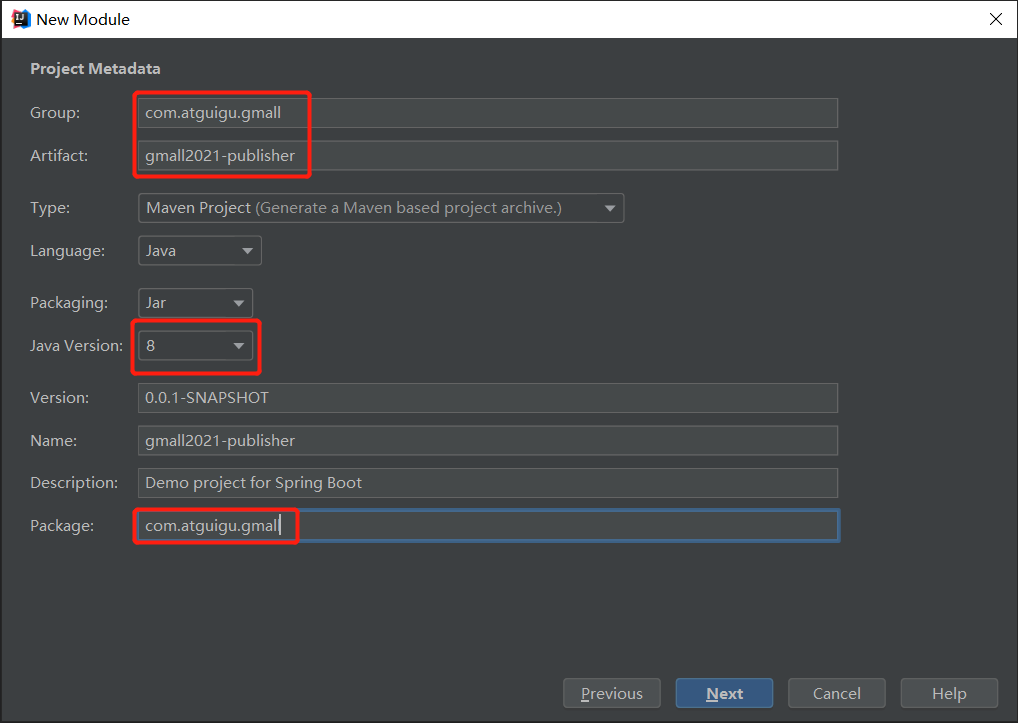 New Module
Project Metadata
Group: com.atguigu.gmall
Artifact: gmall2021-publisher
Type: Maven Project (Generate a Maven based project archive.)
Language: Java
Packaging: Jar
Java Version: 8
Version: 0.0.1-SNAPSHOT
Name: gmall2021-publisher
Description: Demo project for Spring Boot
Package: com.atguigu.gmall
Previous Next Cancel Help